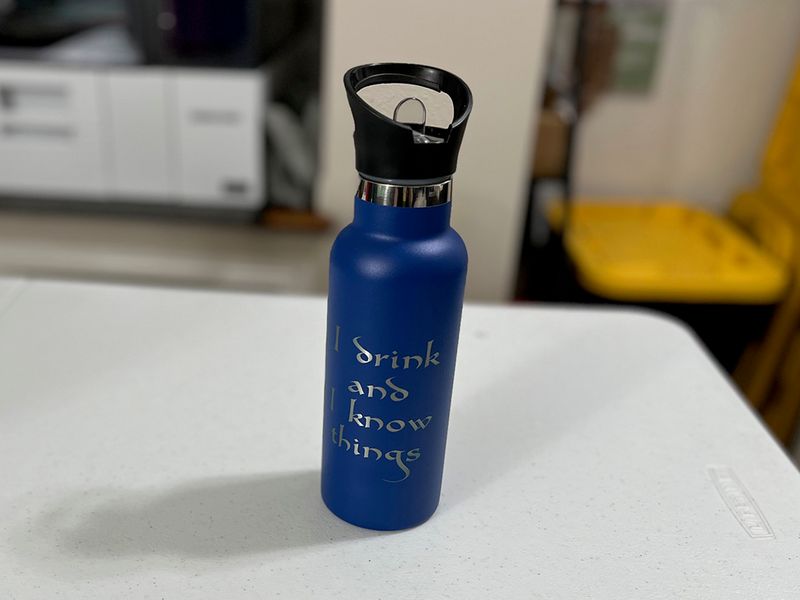 I drink
and
I know
things